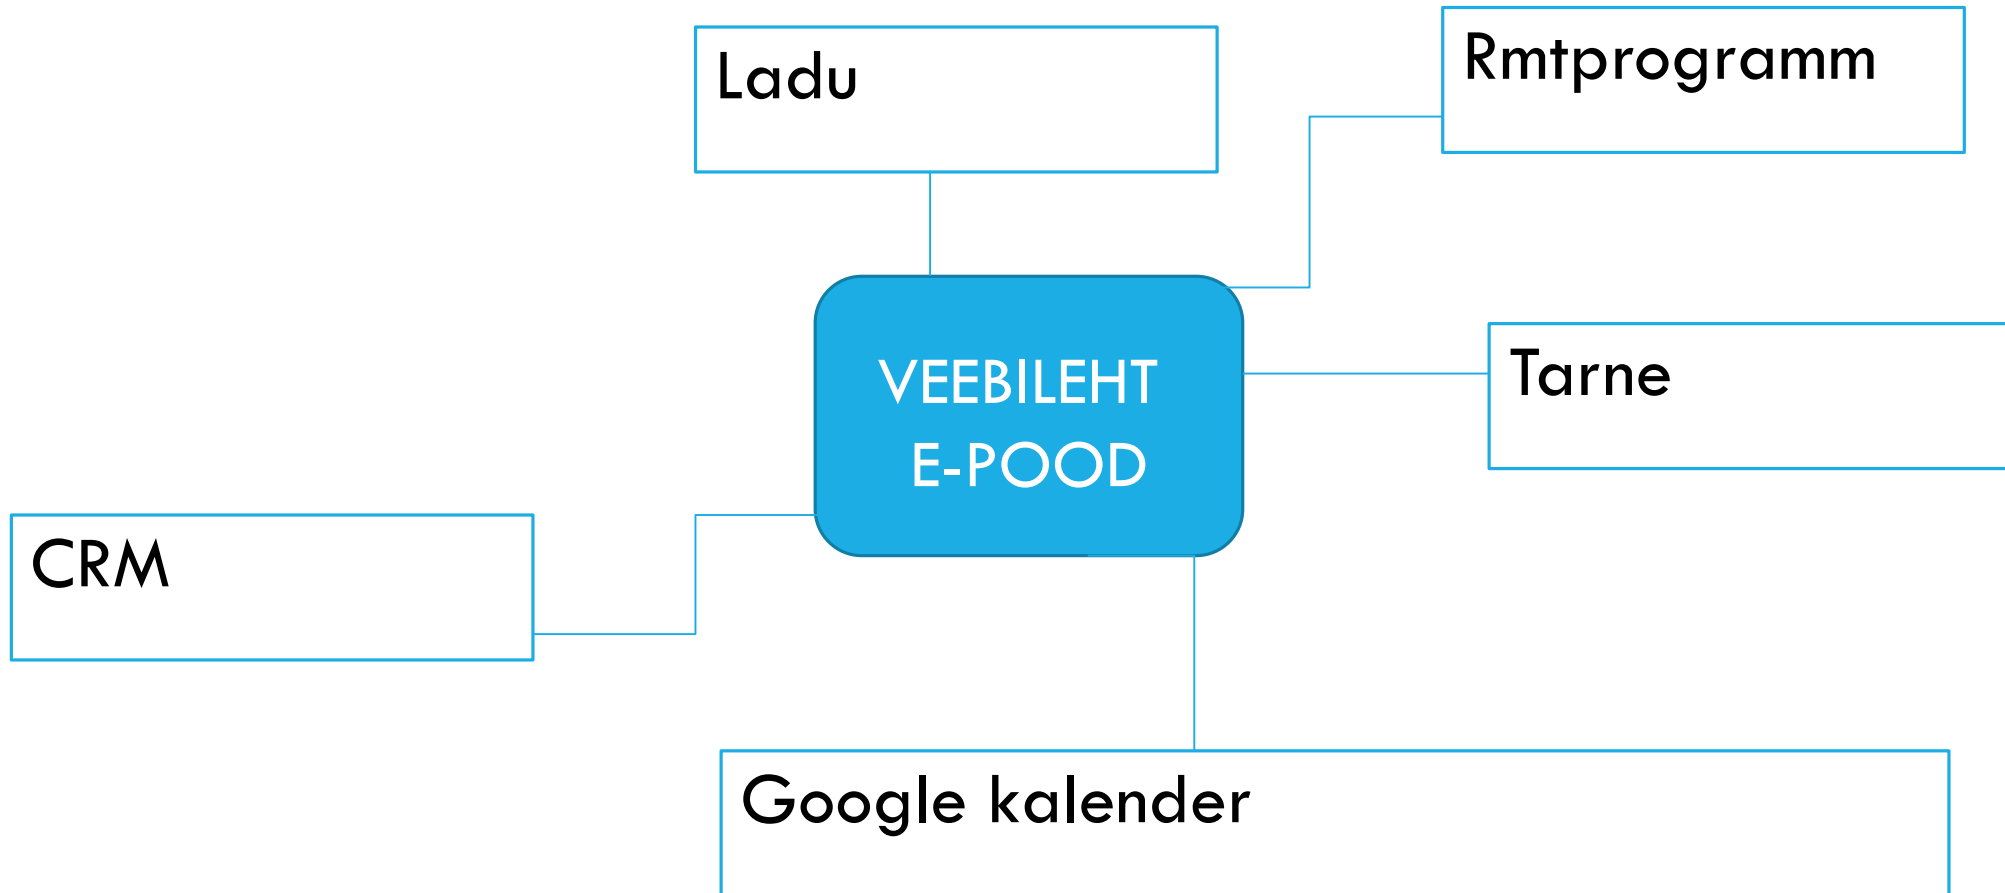 Ladu
Rmtprogramm
VEEBILEHT
E-POOD
Tarne
CRM
Google kalender